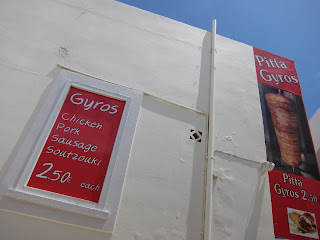 Gyros
Chicken
Pork
Sausage
Soutzouki
2.50€ each
Pitta
Gyros
Pitta
Gyros 2,50